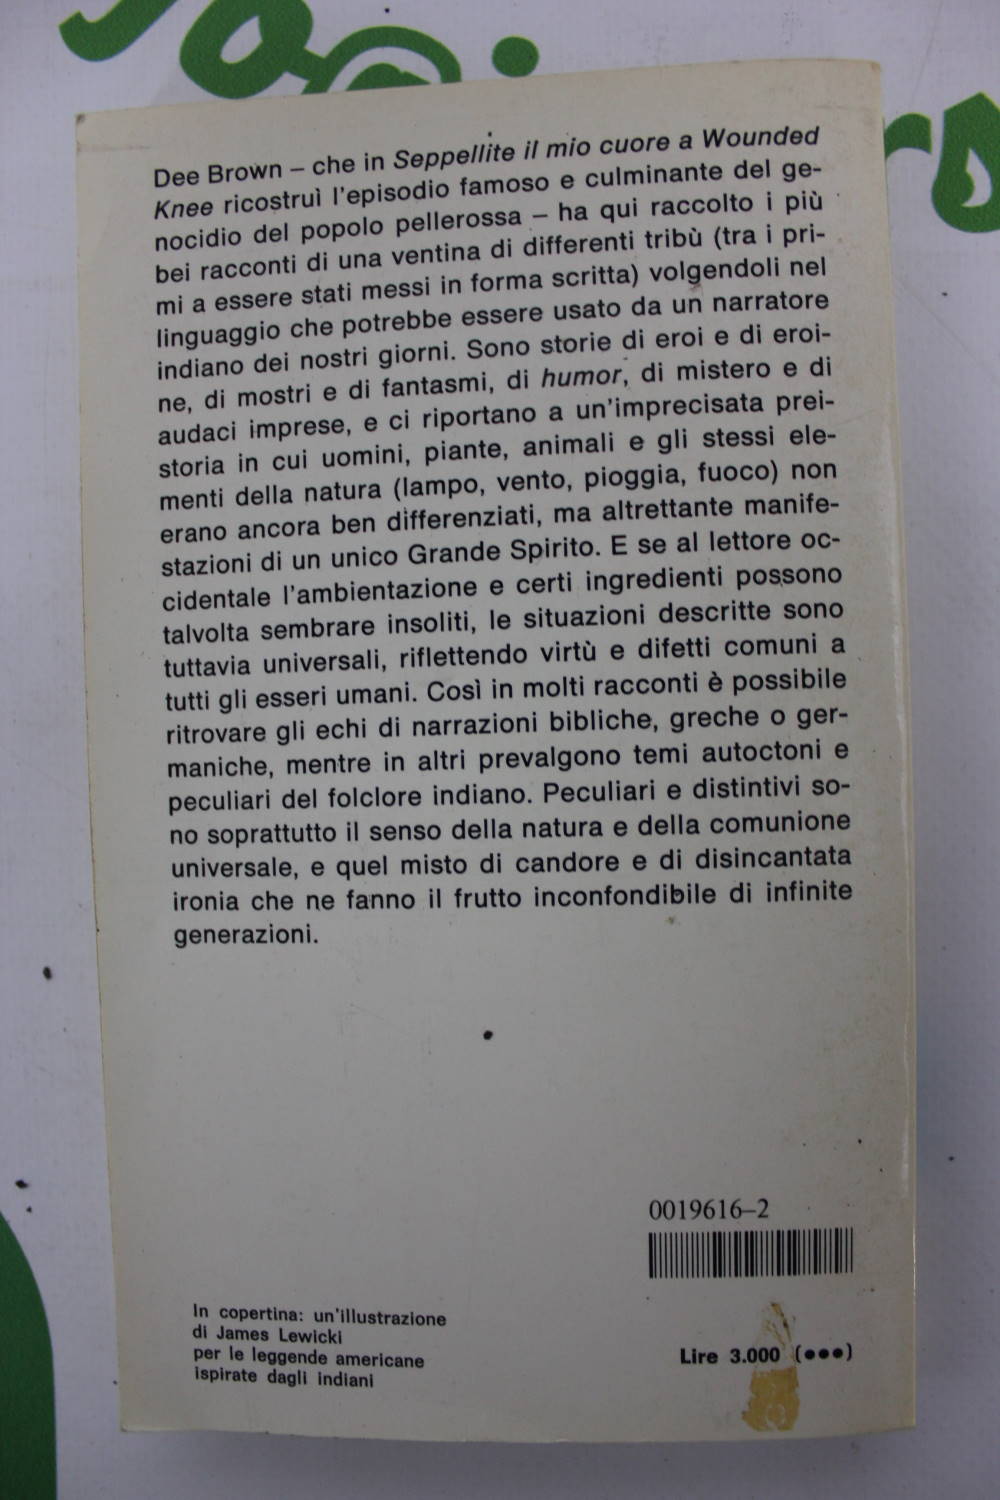 Dee Brown – che in Seppellite il mio cuore a Wounded
Knee ricostruì l'episodio famoso e culminante del ge-
nocidio del popolo pellerossa – ha qui raccolto i più
bei racconti di una ventina di differenti tribù (tra i pri-
mi a essere stati messi in forma scritta) volgendoli nel
linguaggio che potrebbe essere usato da un narratore
indiano dei nostri giorni. Sono storie di eroi e di eroi-
ne, di mostri e di fantasmi, di humor, di mistero e di
audaci imprese, e ci riportano a un'imprecisata prei-
storia in cui uomini, piante, animali e gli stessi ele-
menti della natura (lampo, vento, pioggia, fuoco) non
erano ancora ben differenziati, ma altrettante manife-
stazioni di un unico Grande Spirito. E se al lettore oc-
cidentale l'ambientazione e certi ingredienti possono
talvolta sembrare insoliti, le situazioni descritte sono
tuttavia universali, riflettendo virtù e difetti comuni a
tutti gli esseri umani. Così in molti racconti è possibile
ritrovare gli echi di narrazioni bibliche, greche o ger-
maniche, mentre in altri prevalgono temi autoctoni e
peculiari del folclore indiano. Peculiari e distintivi so-
no soprattutto il senso della natura e della comunione
universale, e quel misto di candore e di disincantata
ironia che ne fanno il frutto inconfondibile di infinite
generazioni.
0019616–2
In copertina: un'illustrazione
di James Lewicki
per le leggende americane
ispirate dagli indiani
Lire 3.000 (●●●)